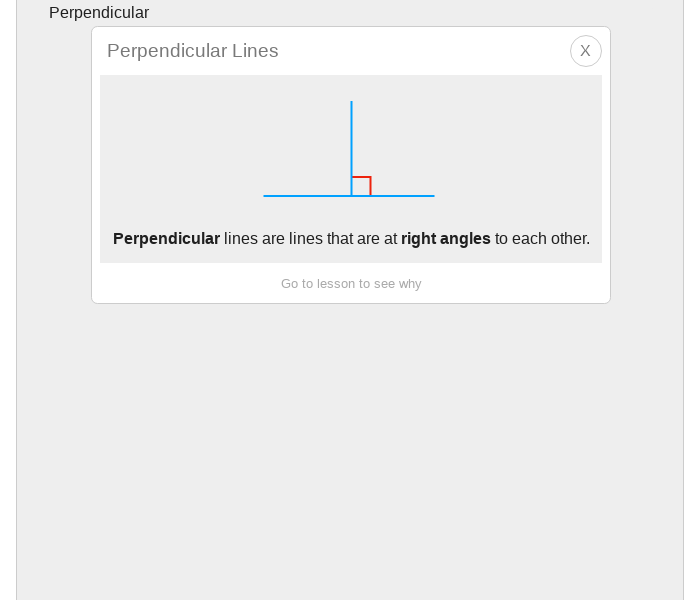 Perpendicular
Perpendicular Lines
X
Perpendicular lines are lines that are at right angles to each other.
Go to lesson to see why